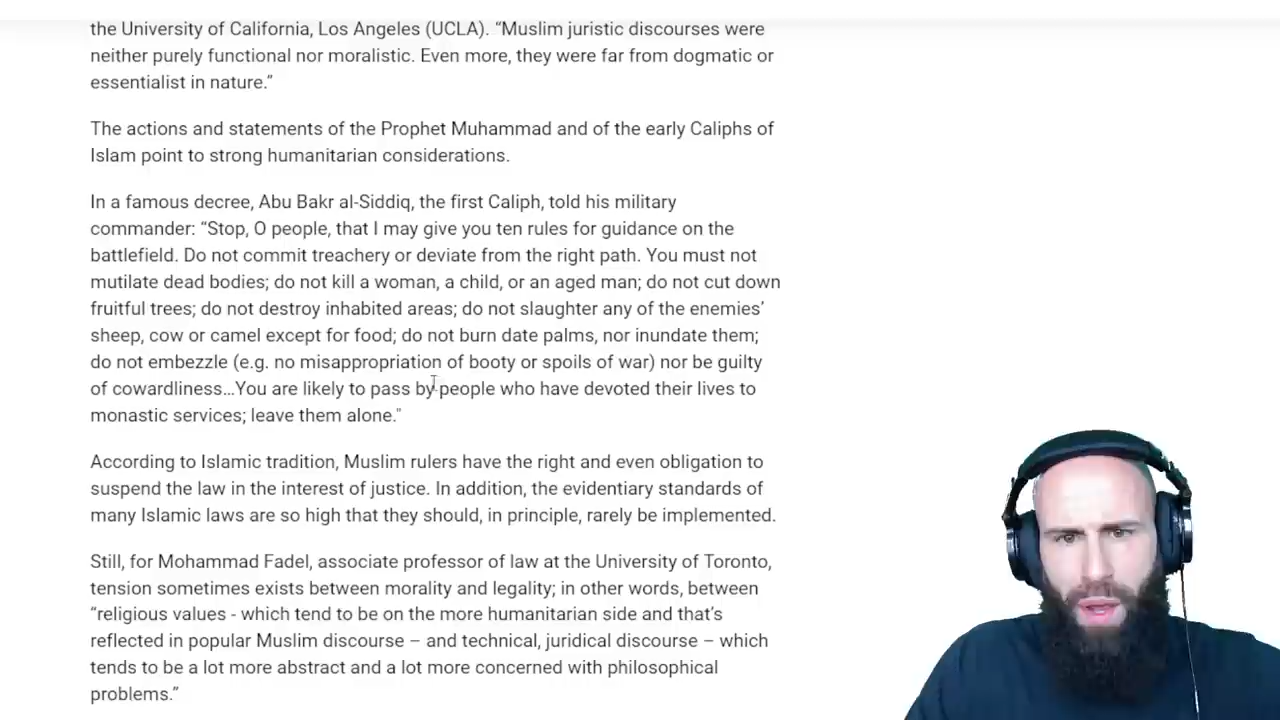 the University of California, Los Angeles (UCLA). “Muslim juristic discourses were
neither purely functional nor moralistic. Even more, they were far from dogmatic or
essentialist in nature.”
The actions and statements of the Prophet Muhammad and of the early Caliphs of
Islam point to strong humanitarian considerations.
In a famous decree, Abu Bakr al-Siddiq, the first Caliph, told his military
commander: “Stop, O people, that I may give you ten rules for guidance on the
battlefield. Do not commit treachery or deviate from the right path. You must not
mutilate dead bodies; do not kill a woman, a child, or an aged man; do not cut down
fruitful trees; do not destroy inhabited areas; do not slaughter any of the enemies’
sheep, cow or camel except for food; do not burn date palms, nor inundate them;
do not embezzle (e.g. no misappropriation of booty or spoils of war) nor be guilty
of cowardliness…You are likely to pass by people who have devoted their lives to
monastic services; leave them alone."
According to Islamic tradition, Muslim rulers have the right and even obligation to
suspend the law in the interest of justice. In addition, the evidentiary standards of
many Islamic laws are so high that they should, in principle, rarely be implemented.
Still, for Mohammad Fadel, associate professor of law at the University of Toronto,
tension sometimes exists between morality and legality; in other words, between
“religious values - which tend to be on the more humanitarian side and that’s
reflected in popular Muslim discourse – and technical, juridical discourse – which
tends to be a lot more abstract and a lot more concerned with philosophical
problems.”